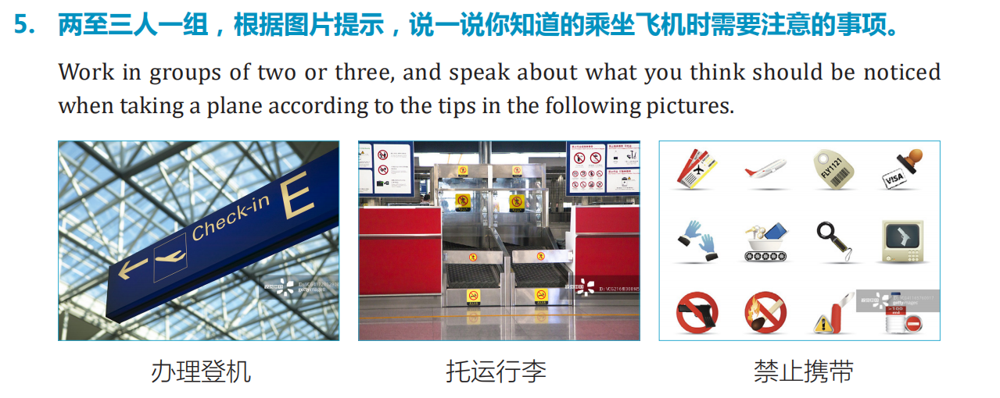 5. 两至三人一组，根据图片提示，说一说你知道的乘坐飞机时需要注意的事项。
Work in groups of two or three, and speak about what you think should be noticed
when taking a plane according to the tips in the following pictures.
Check-in E
FLY1121
VISA
>100
ml
办理登机
托运行李
禁止携带